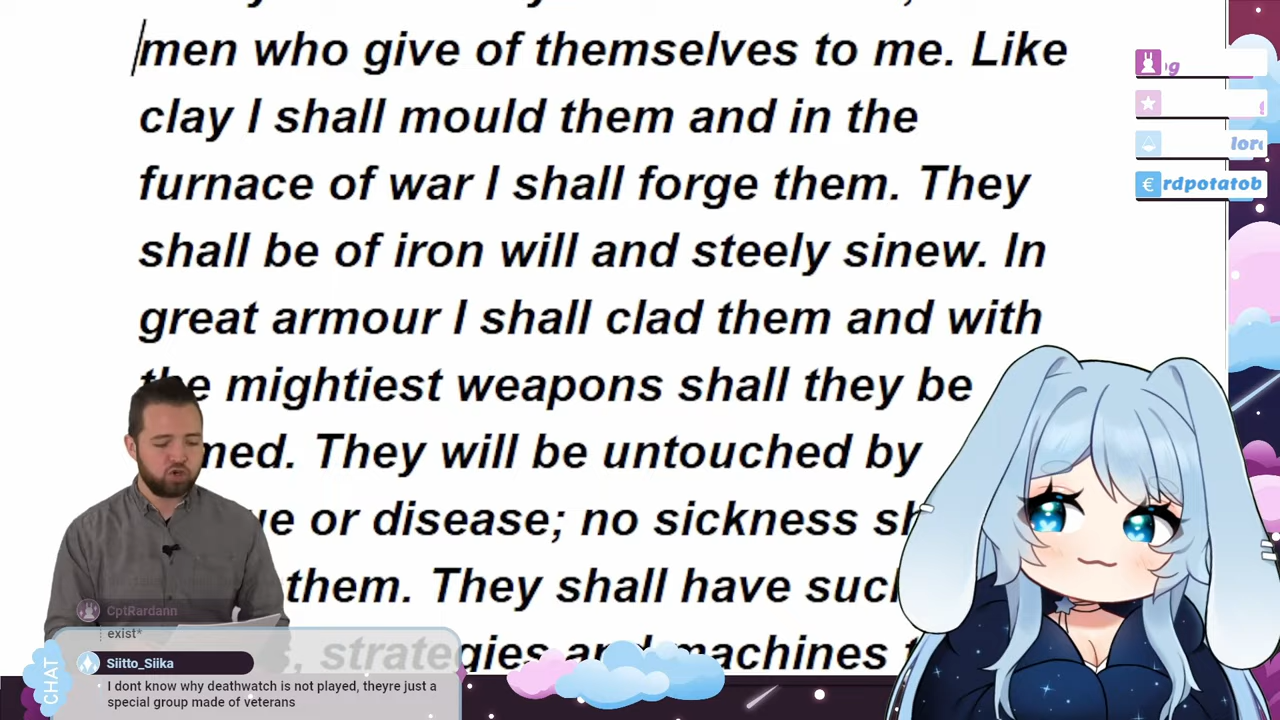 men who give of themselves to me. Like
clay I shall mould them and in the
furnace of war I shall forge them. They
shall be of iron will and steely sinew. In
great armour I shall clad them and with
the mightiest weapons shall they be
med. They will be untouched by
or disease; no sickness
them. They shall have
strategies and machines
CptRardann
exist*
Siitto_Siika
I dont know why deathwatch is not played, theyre just a
special group made of veterans
CHAT
g
lor
€ rdpotatob